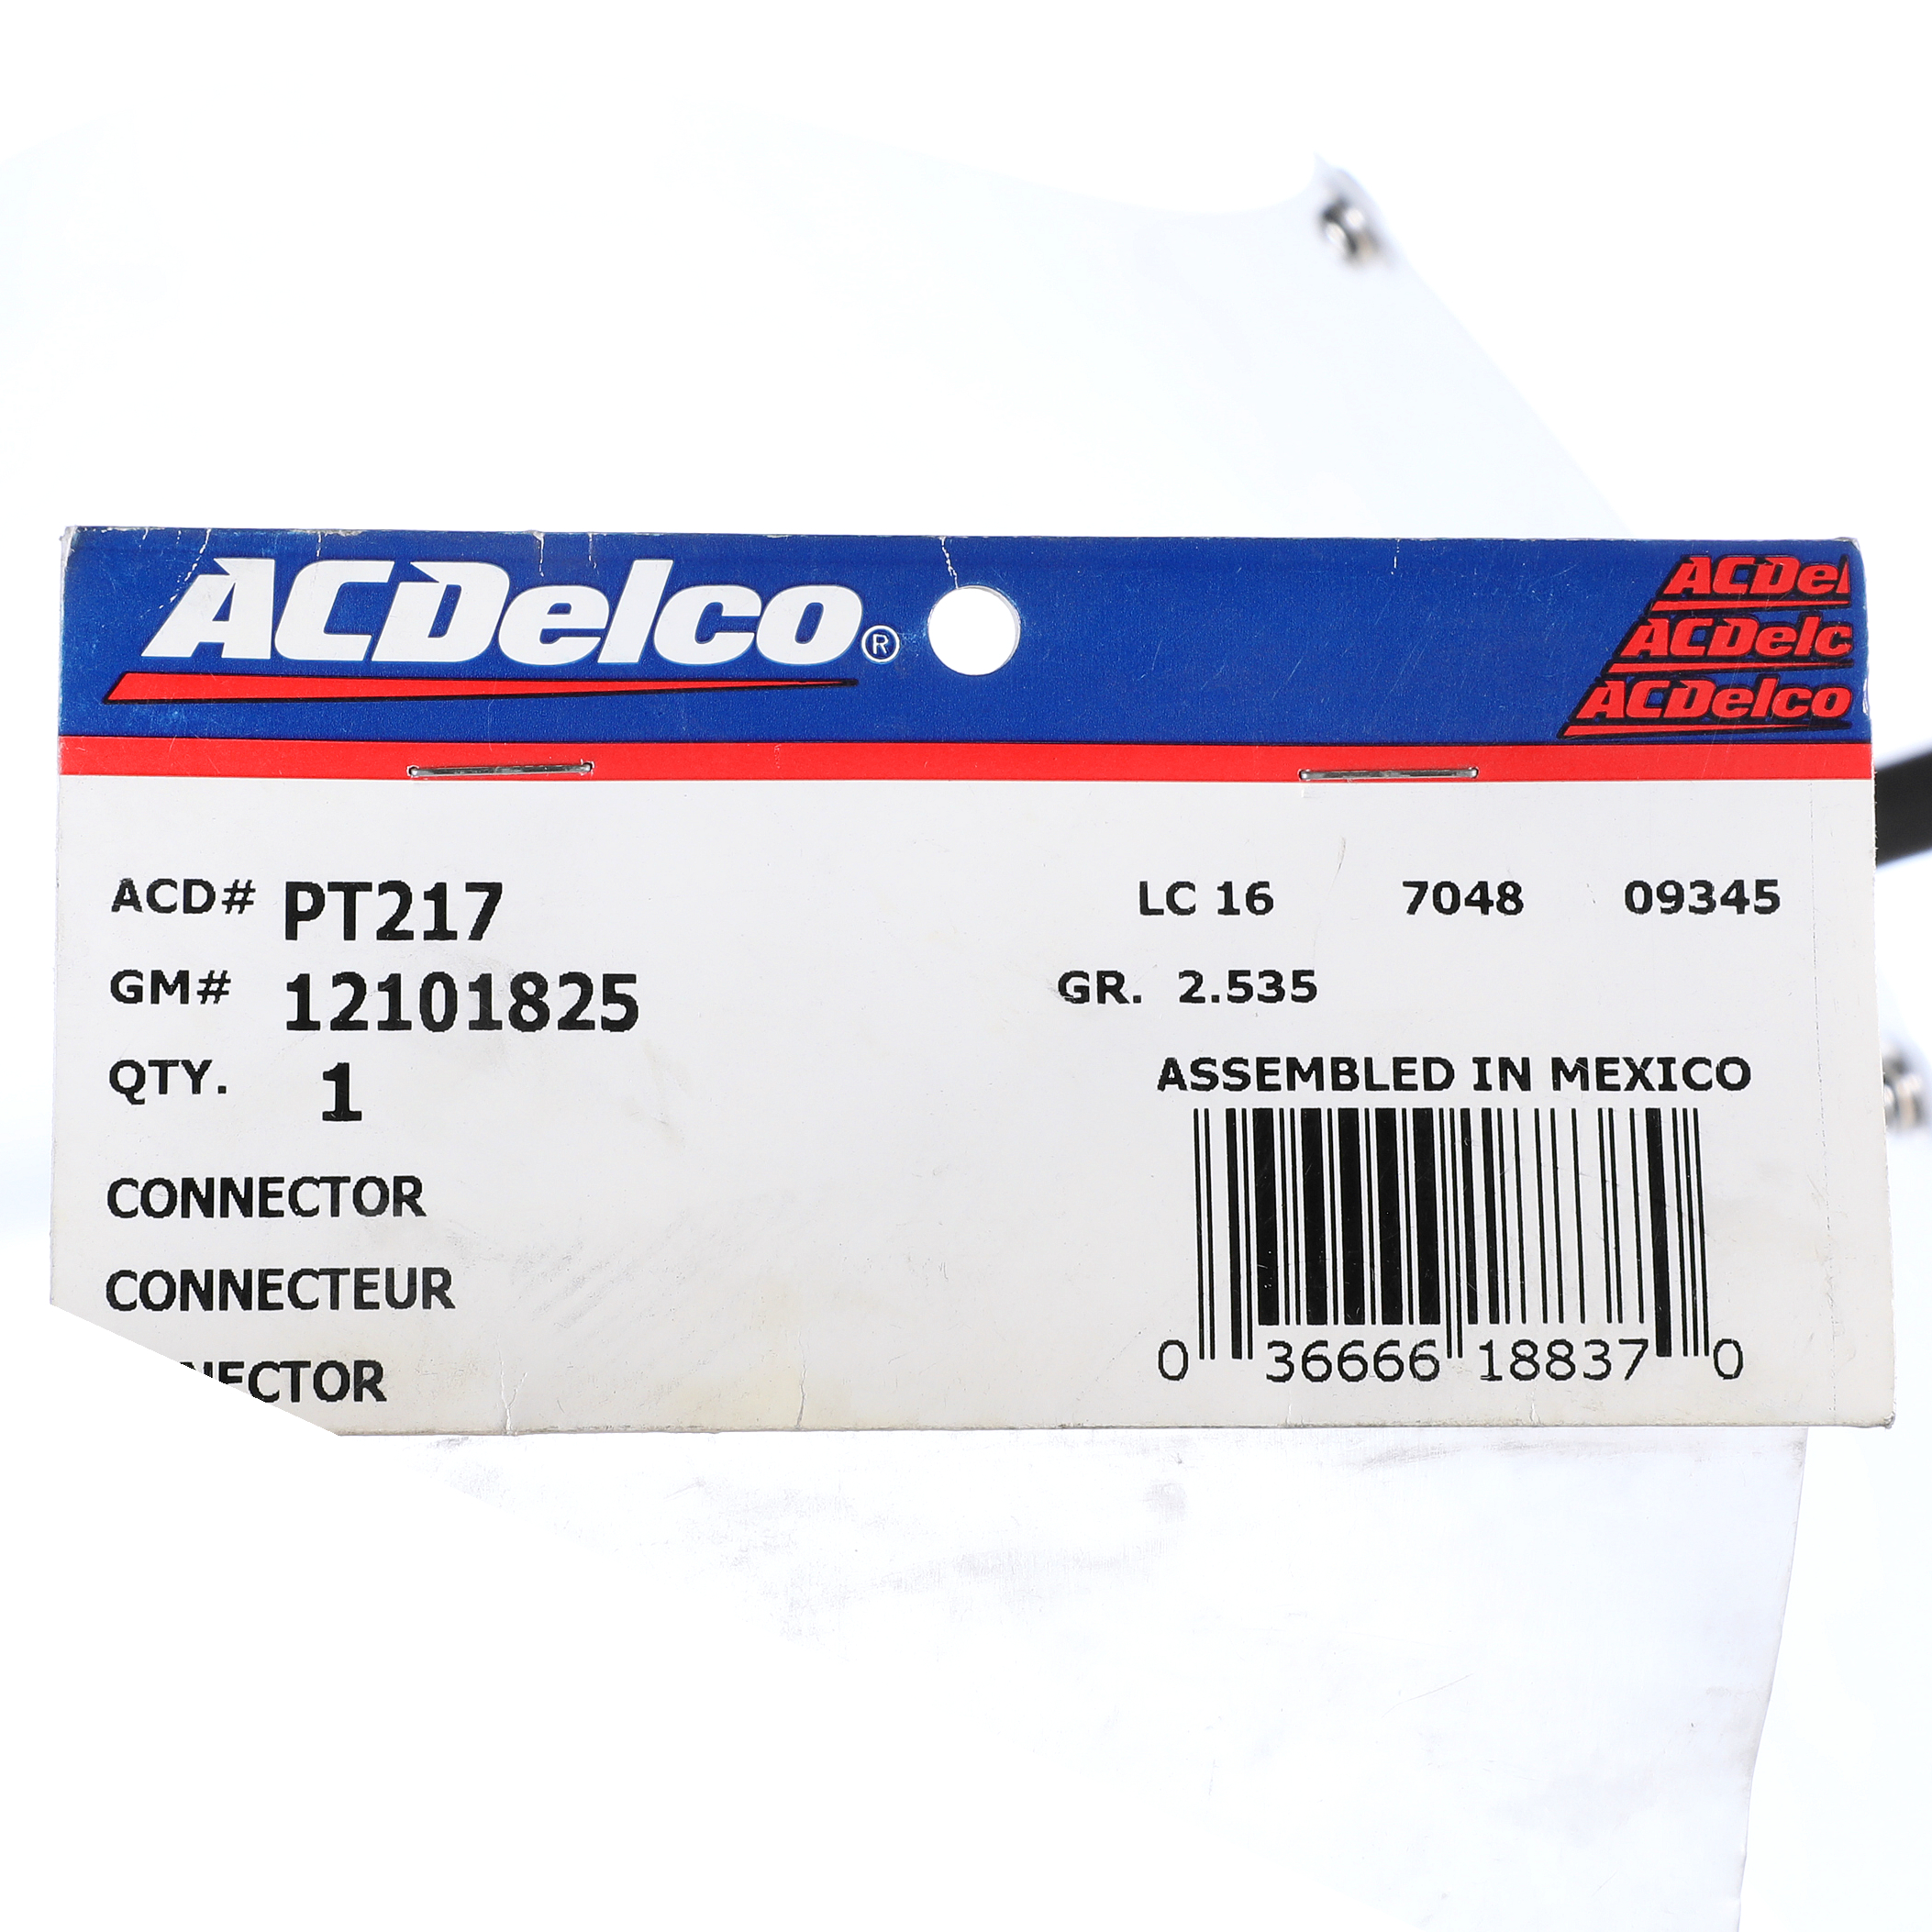 ACDelco®
ACDel
ACDelc
ACDelco
ACD# PT217
LC 16 7048 09345
GM# 12101825
GR. 2.535
QTY. 1
ASSEMBLED IN MEXICO
CONNECTOR
CONNECTEUR
0 36666 18837 0